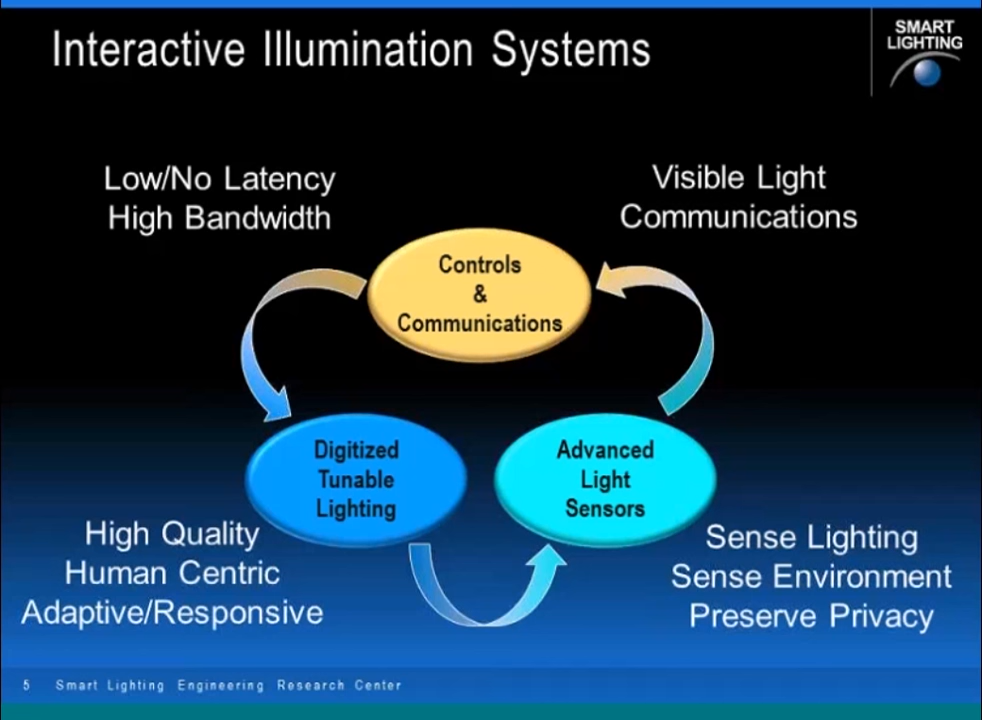 Interactive Illumination Systems
SMART
LIGHTING
Low/No Latency
High Bandwidth
Visible Light
Communications
Controls
&
Communications
Digitized
Tunable
Lighting
Advanced
Light
Sensors
High Quality
Human Centric
Adaptive/Responsive
Sense Lighting
Sense Environment
Preserve Privacy
5 Smart Lighting Engineering Research Center